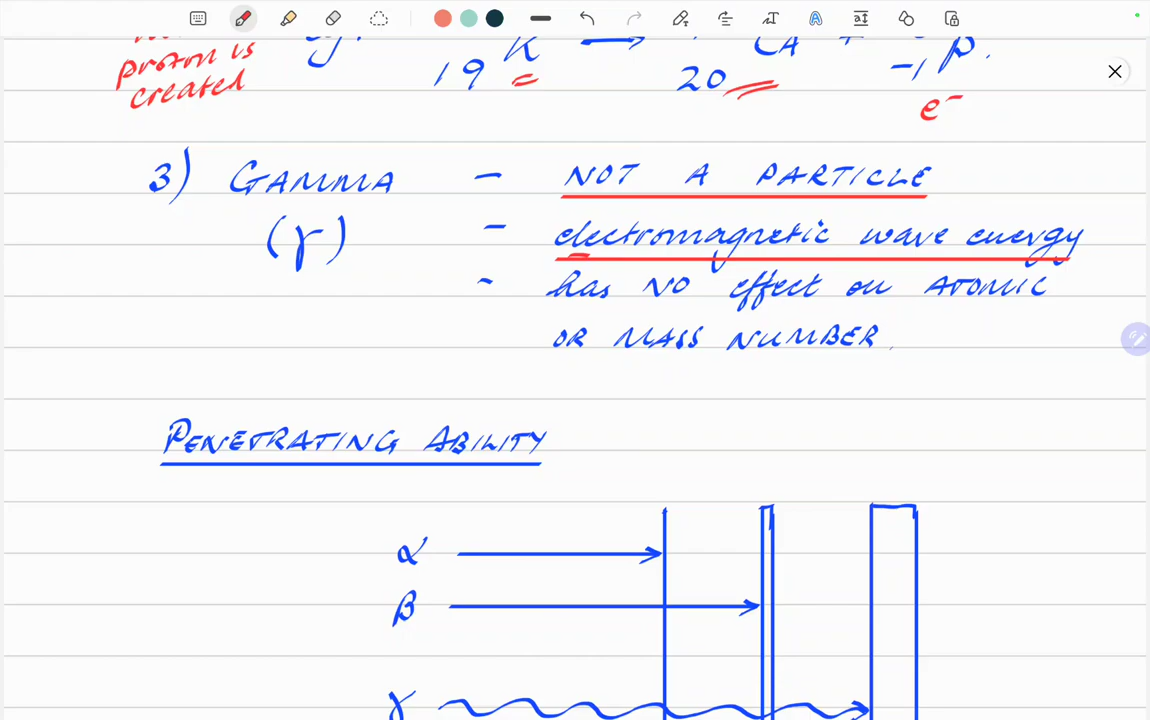 proton is
created
19 K → 20 CA + -1 β.
e⁻
3) GAMMA - NOT A PARTICLE
(γ) - electromagnetic wave energy
- has NO effect on ATOMIC
OR MASS NUMBER.
PENETRATING ABILITY
α
β
γ